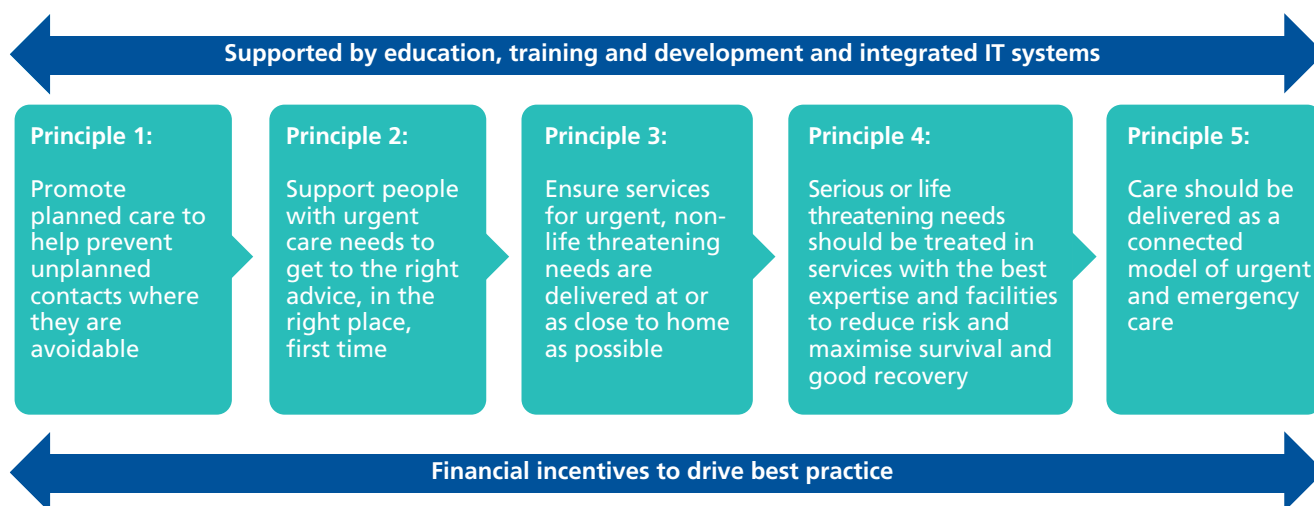 Supported by education, training and development and integrated IT systems
Principle 1:
Promote
planned care to
help prevent
unplanned
contacts where
they are
avoidable
Principle 2:
Support people
with urgent
care needs to
get to the right
advice, in the
right place,
first time
Principle 3:
Ensure services
for urgent, non-
life threatening
needs are
delivered at or
as close to home
as possible
Principle 4:
Serious or life
threatening needs
should be treated in
services with the best
expertise and facilities
to reduce risk and
maximise survival and
good recovery
Principle 5:
Care should be
delivered as a
connected
model of urgent
and emergency
care
Financial incentives to drive best practice